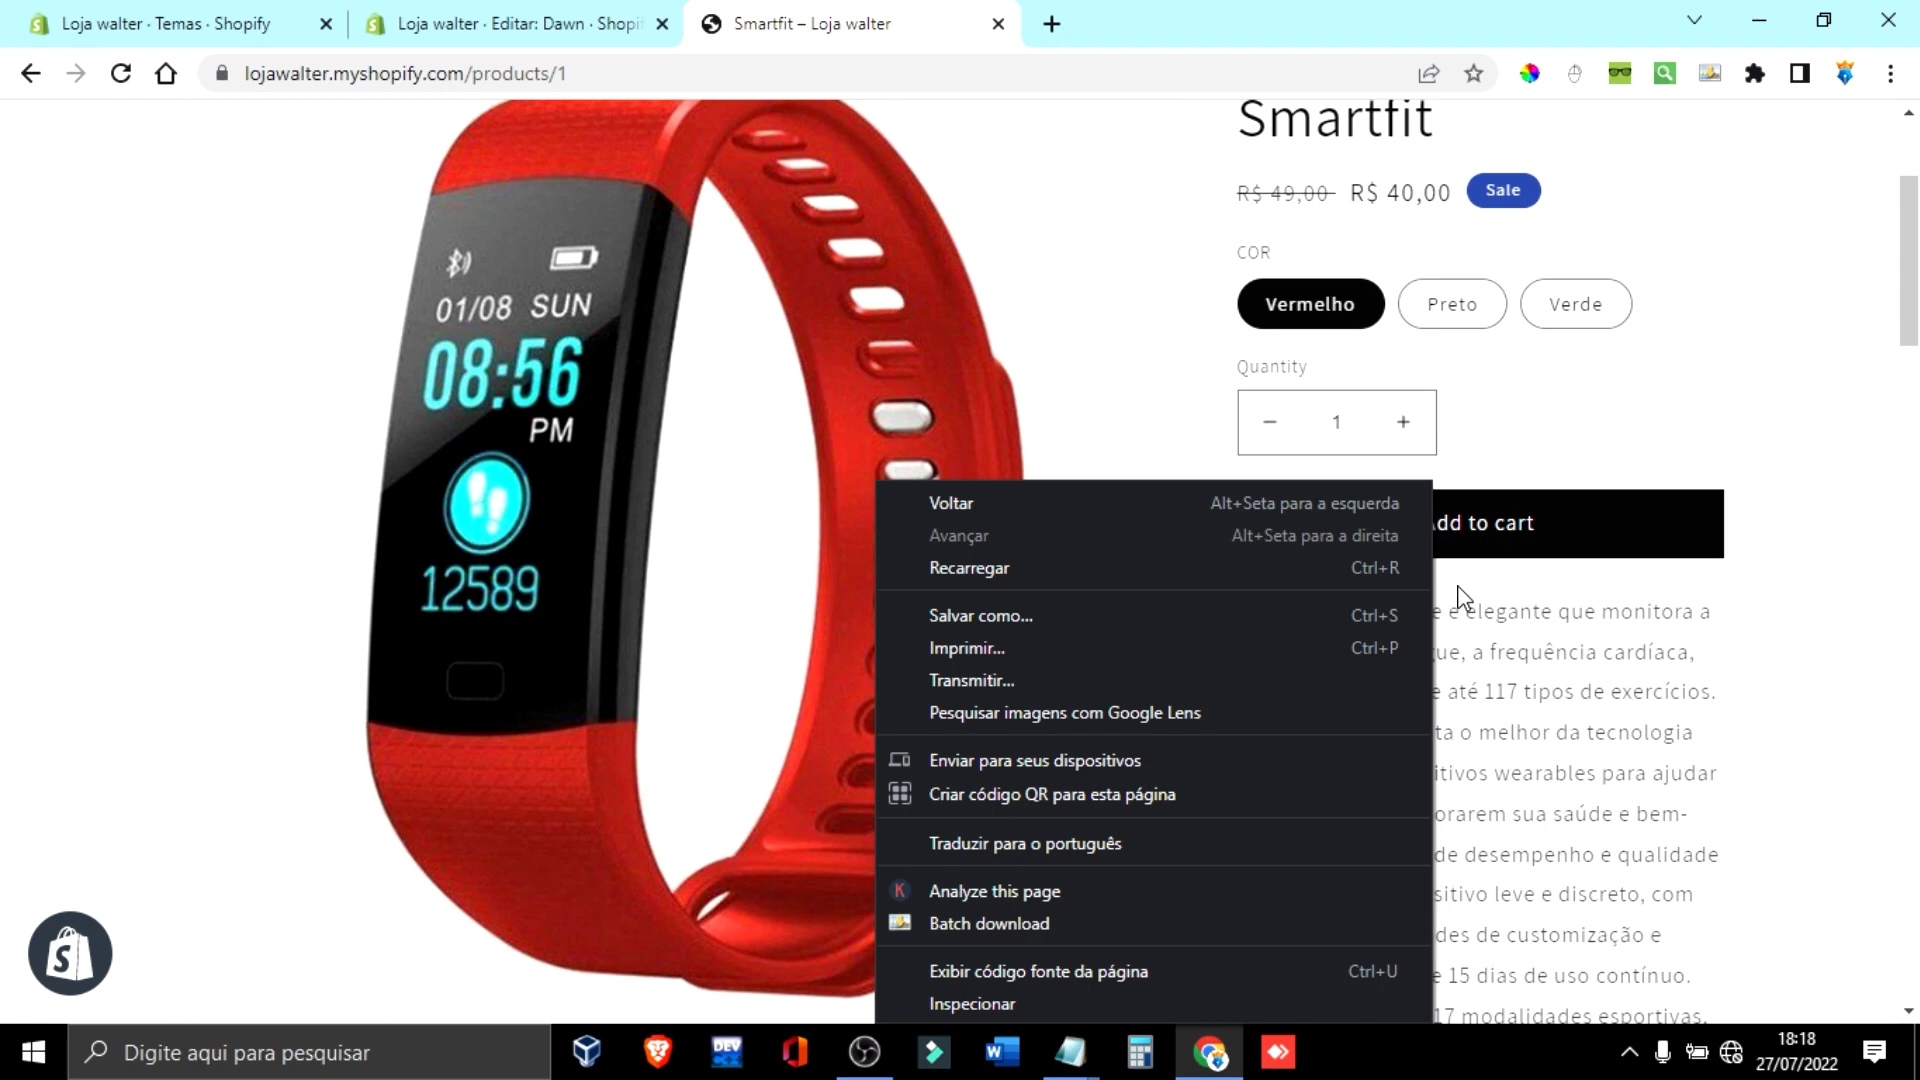 Loja walter · Temas · Shopify
Loja walter · Editar: Dawn · Shopi
Smartfit – Loja walter
lojawalter.myshopify.com/products/1
Smartfit
R$ 49,00 R$ 40,00 Sale
COR
Vermelho Preto Verde
Quantity
− 1 +
Add to cart
01/08 SUN
08:56
PM
12589
Voltar Alt+Seta para a esquerda
Avançar Alt+Seta para a direita
Recarregar Ctrl+R
Salvar como... Ctrl+S
Imprimir... Ctrl+P
Transmitir...
Pesquisar imagens com Google Lens
Enviar para seus dispositivos
Criar código QR para esta página
Traduzir para o português
K Analyze this page
Batch download
Exibir código fonte da página Ctrl+U
Inspecionar
e e elegante que monitora a
ue, a frequência cardíaca,
e até 117 tipos de exercícios.
ta o melhor da tecnologia
itivos wearables para ajudar
orarem sua saúde e bem-
de desempenho e qualidade
sitivo leve e discreto, com
des de customização e
e 15 dias de uso contínuo.
17 modalidades esportivas,
Digite aqui para pesquisar
DEV
18:18
27/07/2022